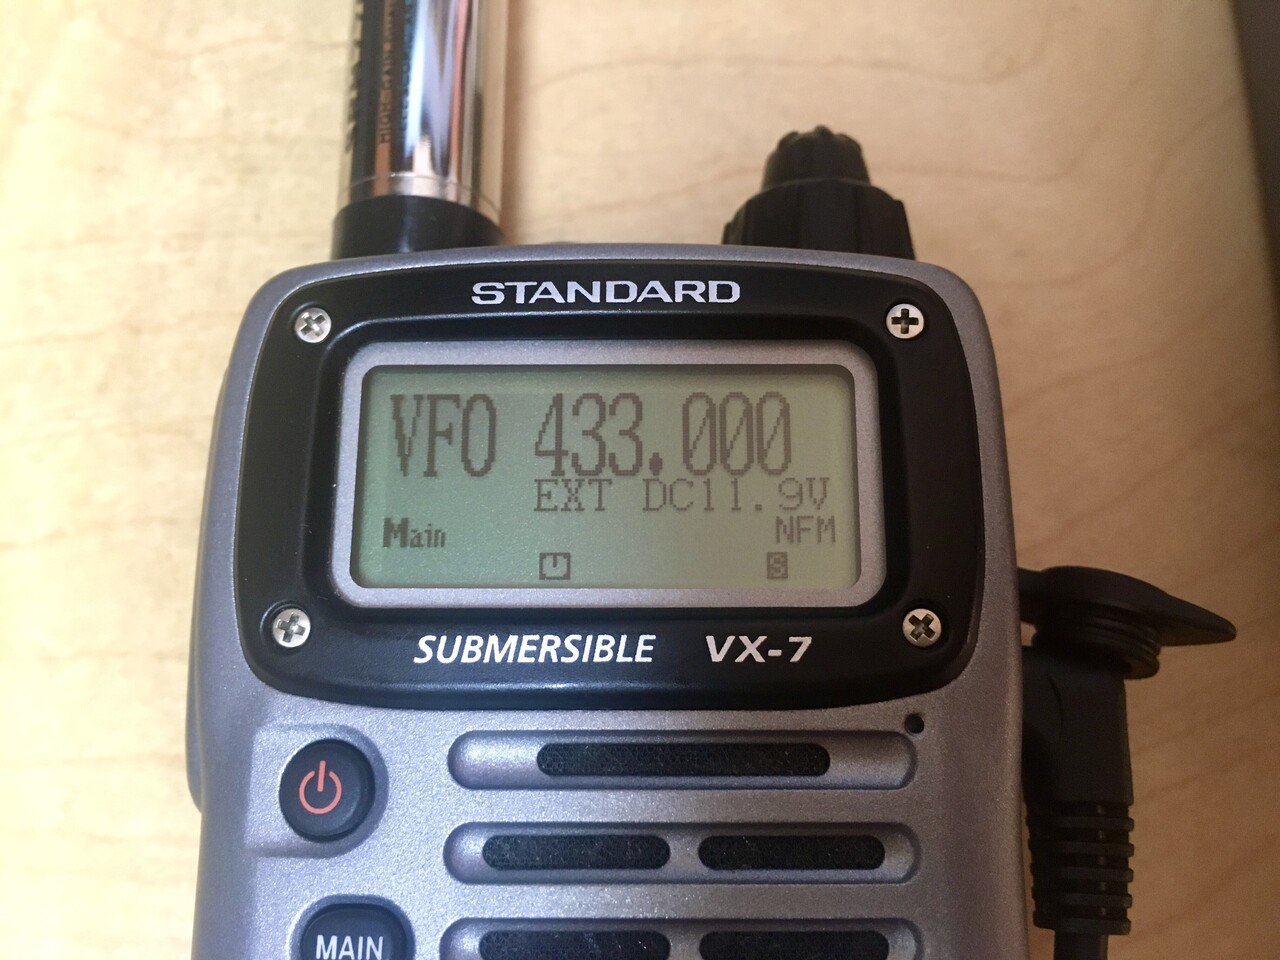 STANDARD
VFO 433.000
EXT DC11.9V
Main NFM
S
SUBMERSIBLE VX-7
MAIN